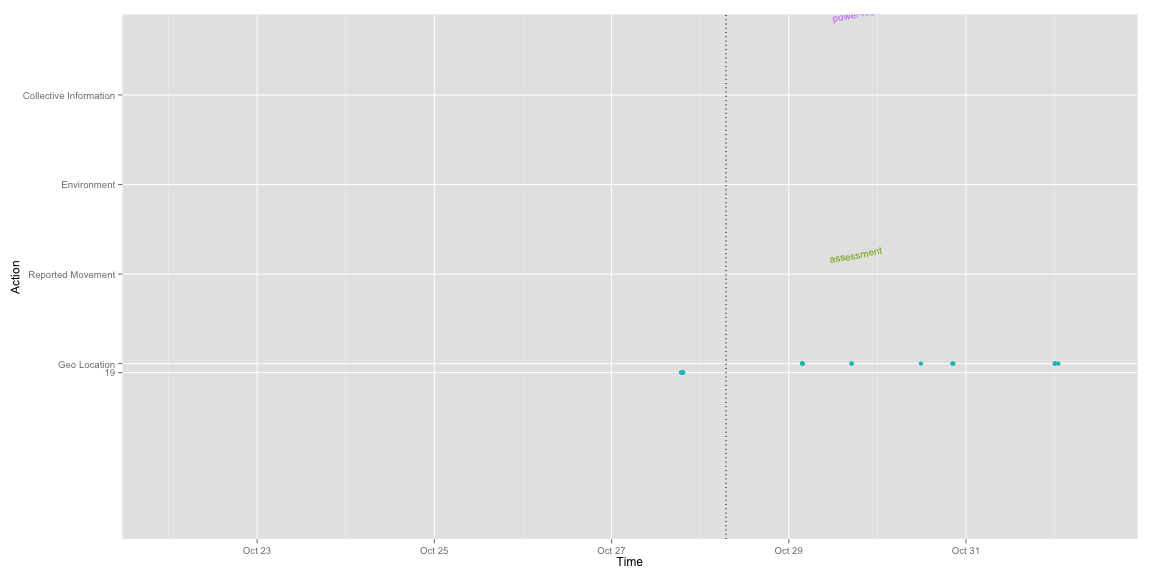 Collective Information
Environment
assessment
Reported Movement
Action
Geo Location
19
Oct 23
Oct 25
Oct 27
Oct 29
Oct 31
Time